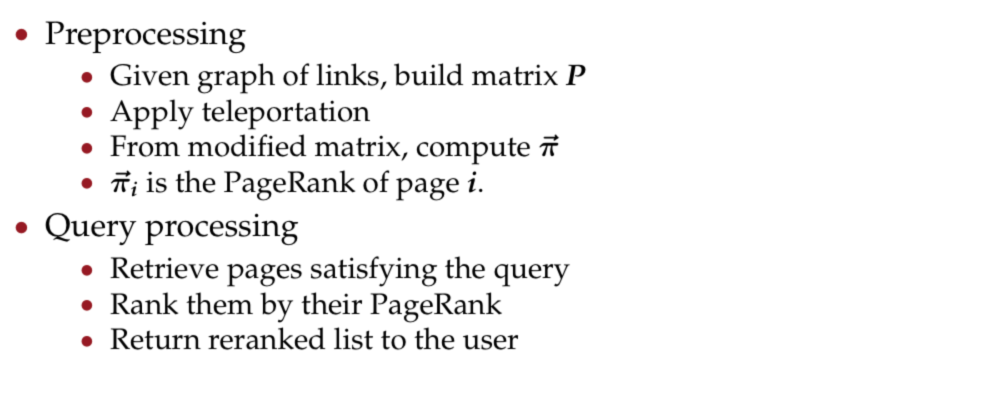 • Preprocessing
• Given graph of links, build matrix P
• Apply teleportation
• From modified matrix, compute π⃗
• π⃗ᵢ is the PageRank of page i.
• Query processing
• Retrieve pages satisfying the query
• Rank them by their PageRank
• Return reranked list to the user